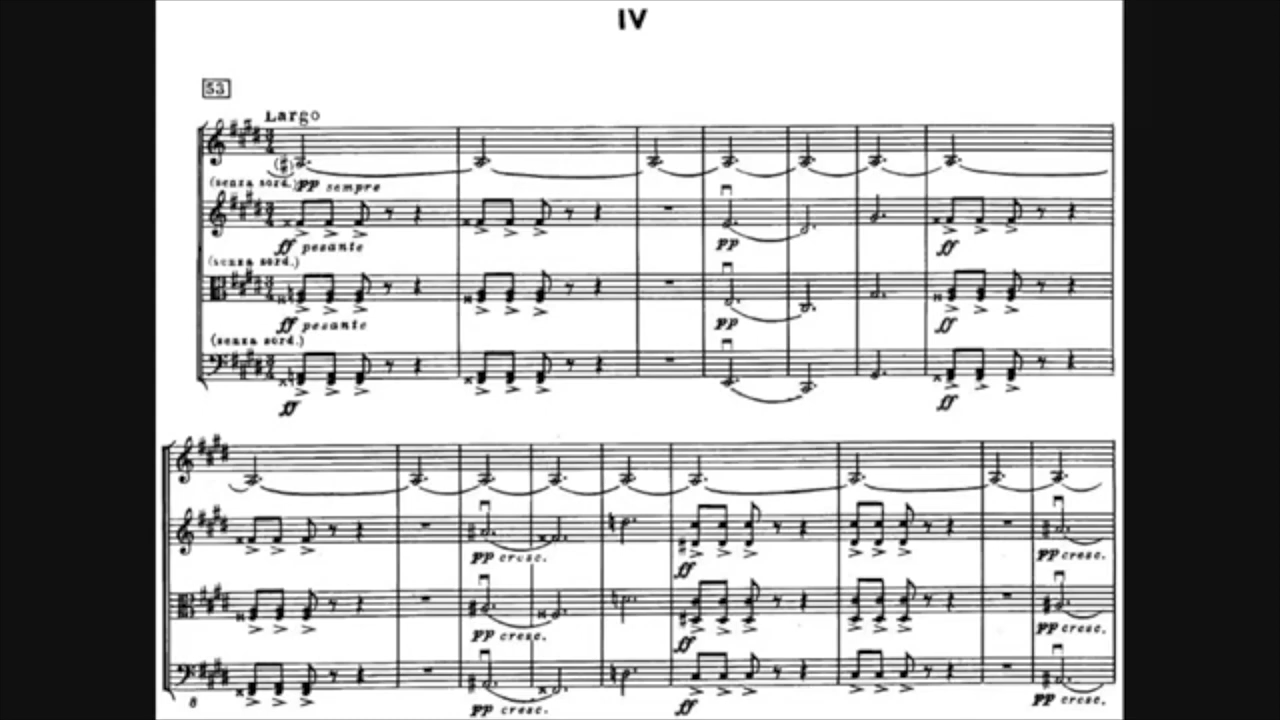 IV
53
Largo
(senza sord.) pp sempre
ff pesante
(senza sord.)
pp ff
ff pesante
(senza sord.)
pp ff
ff
ff
pp cresc. pp cresc.
ff
pp cresc. pp cresc.
ff
8
pp cresc. ff pp cresc.